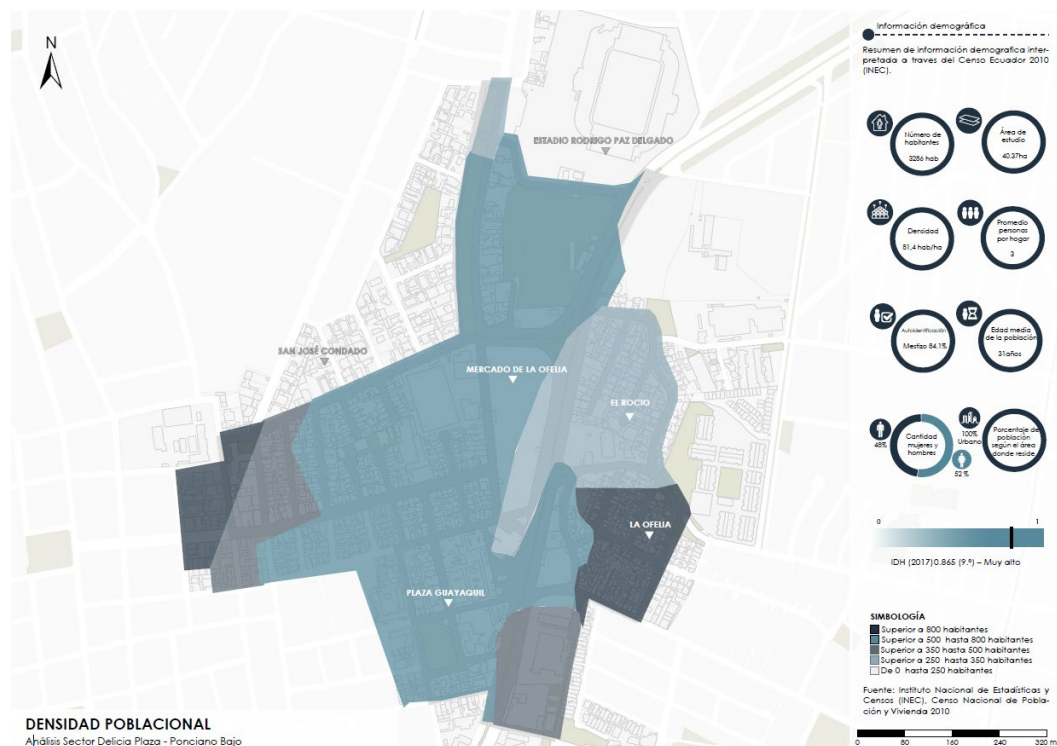 N
ESTADIO RODRIGO PAZ DELGADO
SAN JOSÉ CONDADO
MERCADO DE LA OFELIA
EL ROCIO
LA OFELIA
PLAZA GUAYAQUIL
DENSIDAD POBLACIONAL
Análisis Sector Delicia Plaza - Ponciano Bajo
Información demográfica
Resumen de información demografica inter-
pretada a traves del Censo Ecuador 2010
(INEC).
Número de
habitantes
3286 hab
Área de
estudio
40.37ha
Densidad
81,4 hab/ha
Promedio
personas
por hogar
3
Autoidentificación
Mestizo 84.1%
Edad media
de la población
31años
48%
Cantidad
mujeres y
hombres
100%
Urbano
52 %
Porcentaje de
población
según el área
donde reside
0 1
IDH (2017)0.865 (9.º) – Muy alto
SIMBOLOGÍA
Superior a 800 habitantes
Superior a 500 hasta 800 habitantes
Superior a 350 hasta 500 habitantes
Superior a 250 hasta 350 habitantes
De 0 hasta 250 habitantes
Fuente: Instituto Nacional de Estadísticas y
Censos (INEC), Censo Nacional de Pobla-
ción y Vivienda 2010
0 80 160 240 320 m